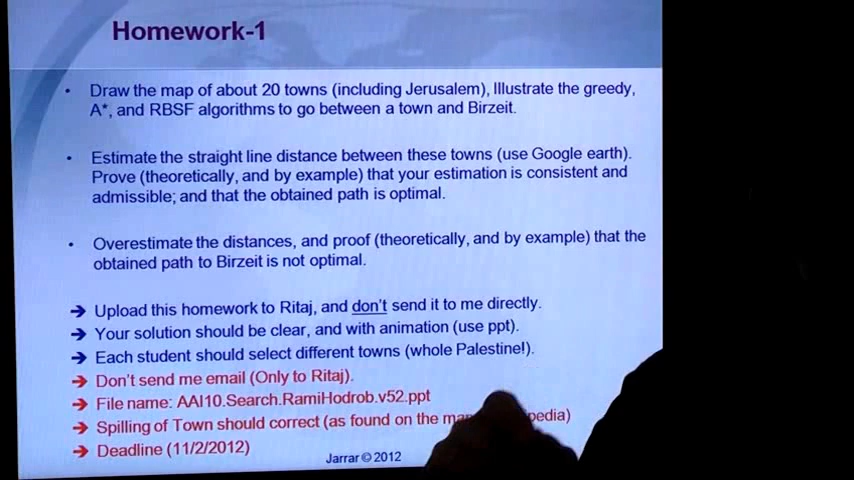 Homework-1
• Draw the map of about 20 towns (including Jerusalem), Illustrate the greedy,
A*, and RBSF algorithms to go between a town and Birzeit.
• Estimate the straight line distance between these towns (use Google earth).
Prove (theoretically, and by example) that your estimation is consistent and
admissible; and that the obtained path is optimal.
• Overestimate the distances, and proof (theoretically, and by example) that the
obtained path to Birzeit is not optimal.
➔ Upload this homework to Ritaj, and don't send it to me directly.
➔ Your solution should be clear, and with animation (use ppt).
➔ Each student should select different towns (whole Palestine!).
➔ Don't send me email (Only to Ritaj).
➔ File name: AAI10.Search.RamiHodrob.v52.ppt
➔ Spilling of Town should correct (as found on the
➔ Deadline (11/2/2012)
Jarrar © 2012